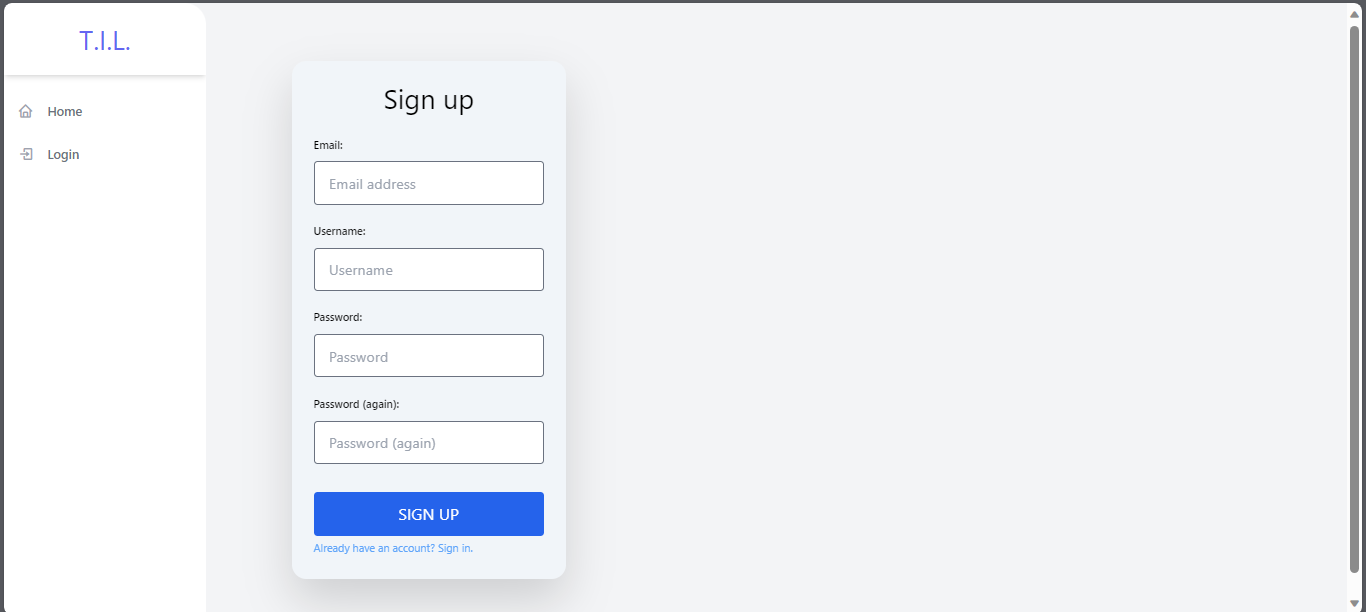 T.I.L.
Home
Login
Sign up
Email:
Email address
Username:
Username
Password:
Password
Password (again):
Password (again)
SIGN UP
Already have an account? Sign in.